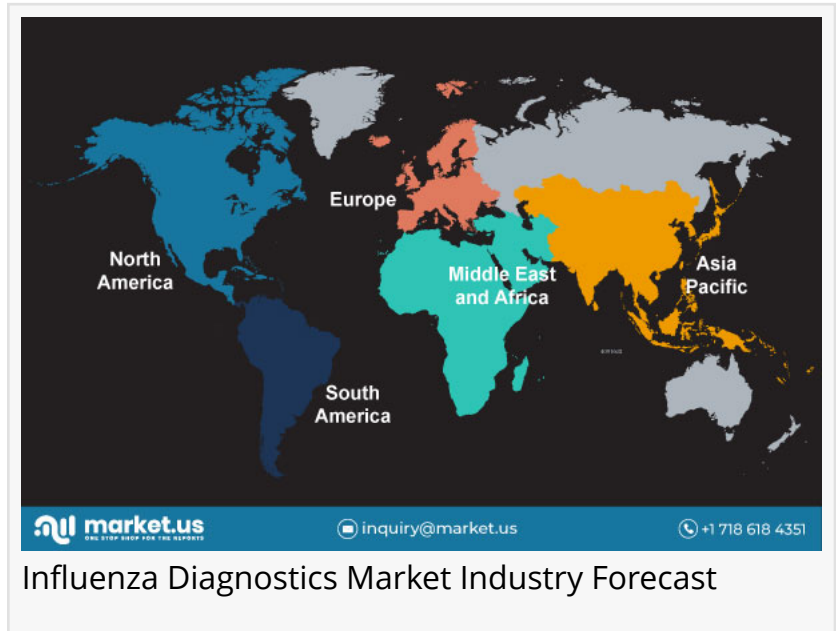 Europe
North
America
Middle East
and Africa
Asia
Pacific
South
America
market.us
ONE STOP SHOP FOR THE REPORTS
inquiry@market.us
+1 718 618 4351
Influenza Diagnostics Market Industry Forecast